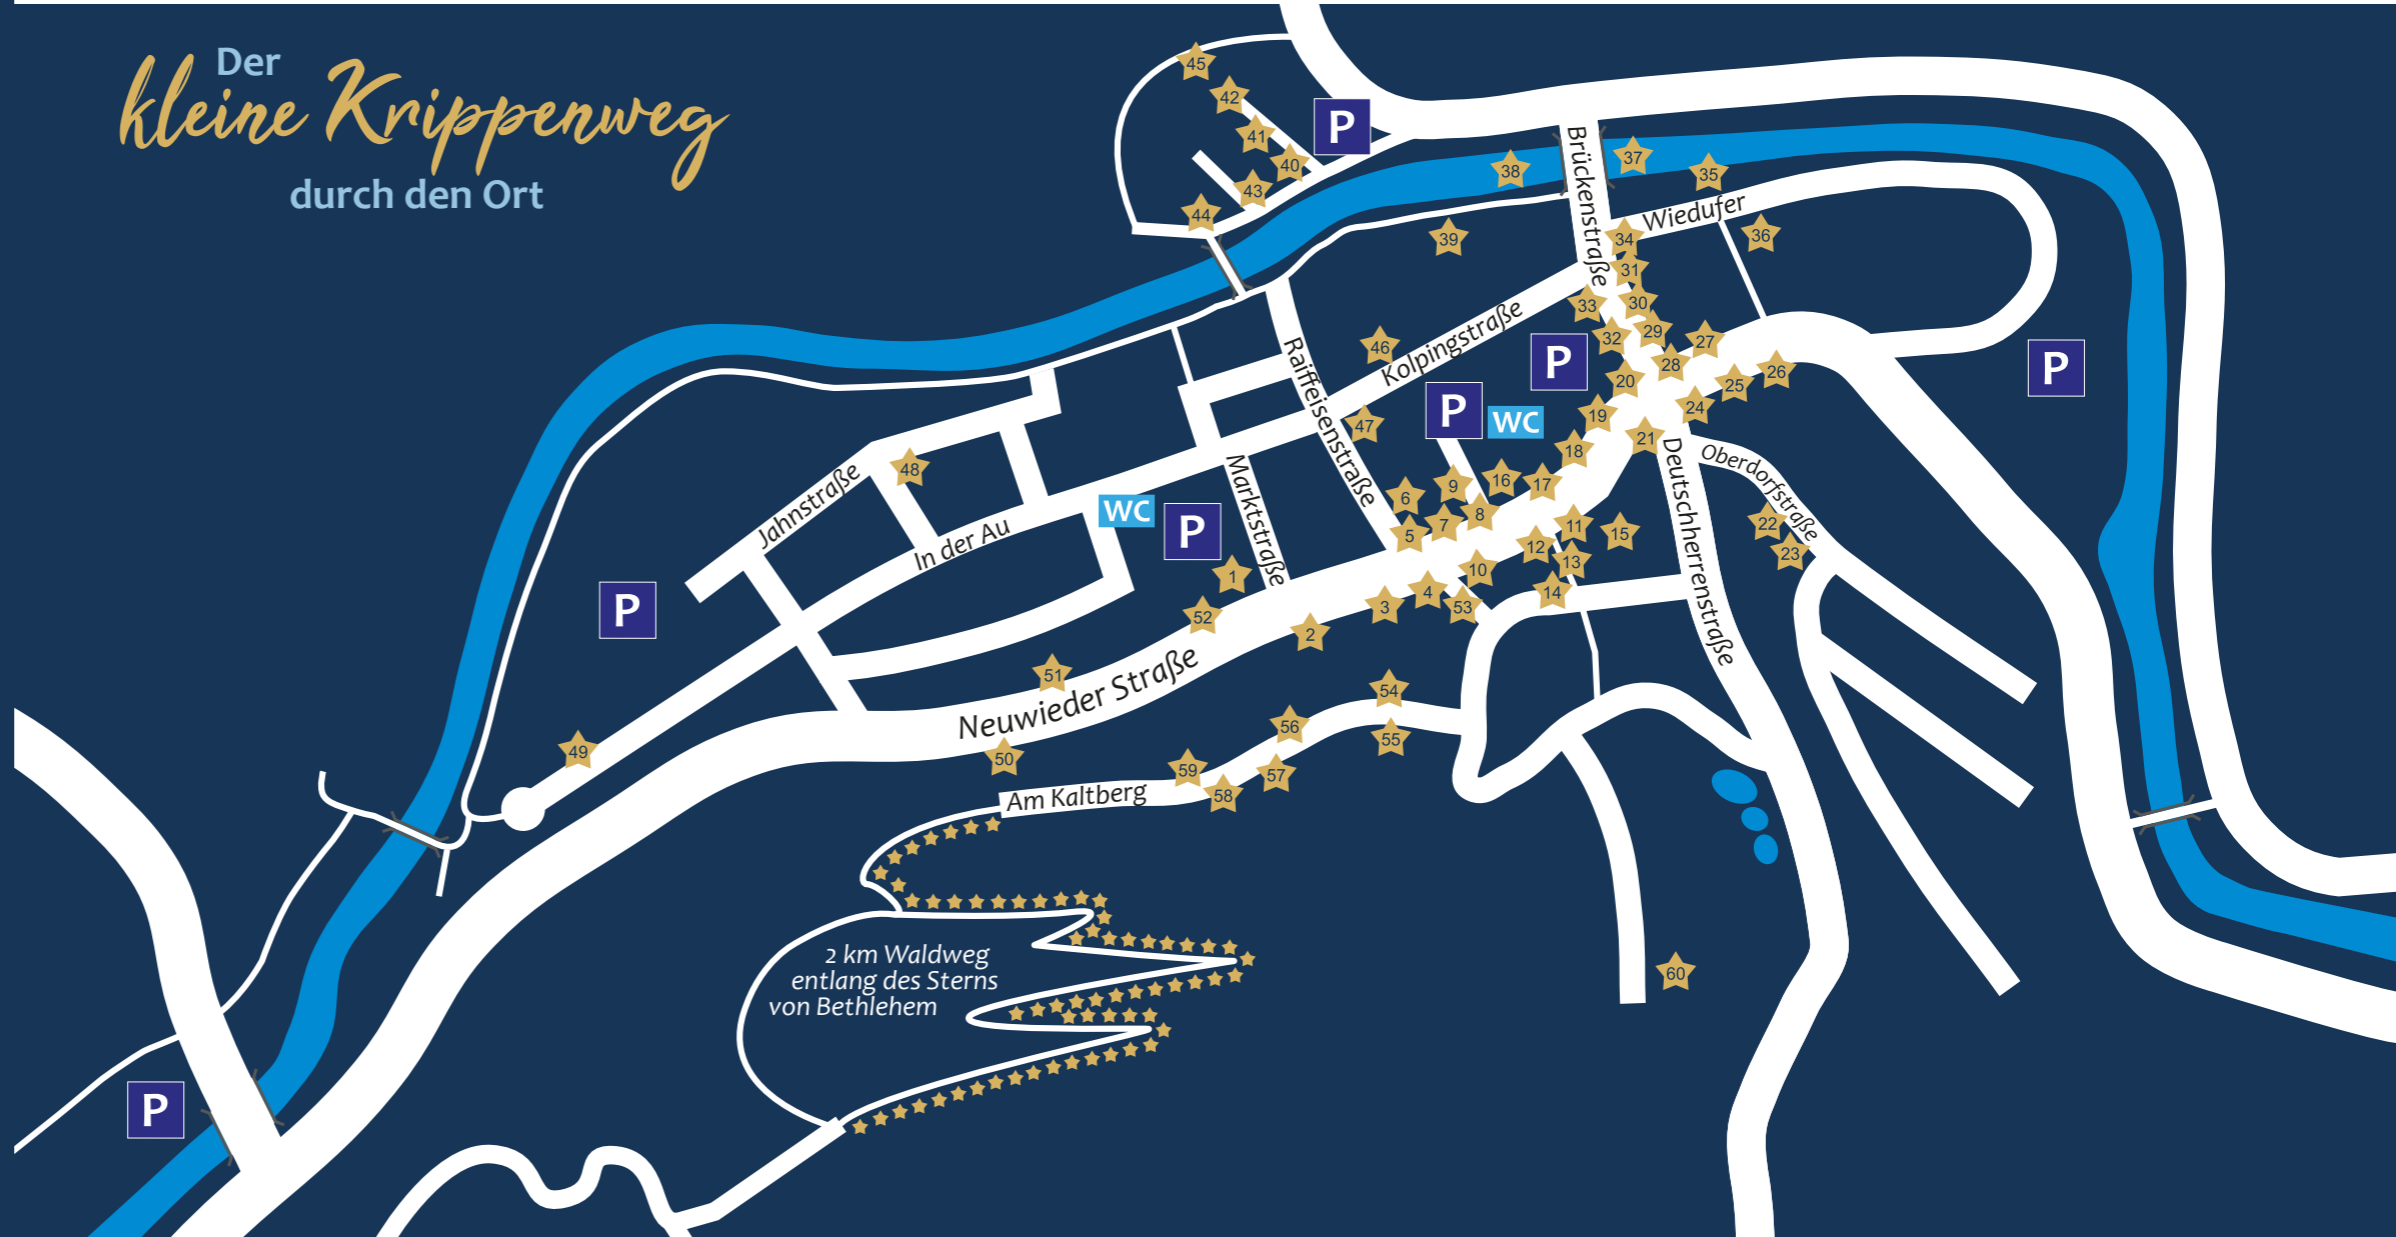 Der
kleine Krippenweg
durch den Ort
45
42
41
40
43
44
P
38
37
35
39
Brückenstraße
Wiedufer
34
36
31
33
30
32
29
27
28
20
25
26
24
19
21
18
46
Kolpingstraße
P
P
WC
P
Raiffeisenstraße
47
48
Jahnstraße
In der Au
WC
P
Marktstraße
6
9
16
17
8
7
5
11
15
12
13
10
14
Deutschherrenstraße
Oberdorfstraße
22
23
P
1
52
4
3
53
2
51
Neuwieder Straße
50
49
54
55
56
57
59
58
Am Kaltberg
2 km Waldweg
entlang des Sterns
von Bethlehem
60
P